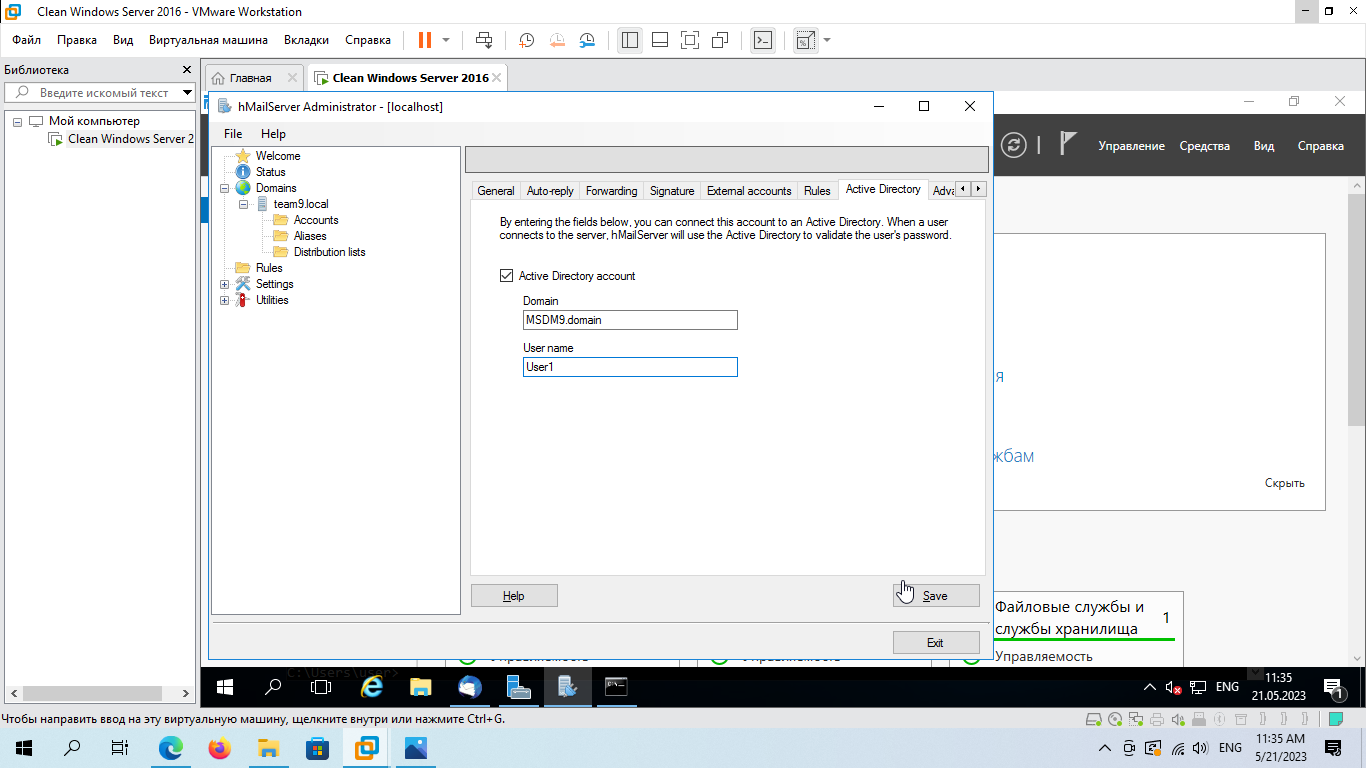 Clean Windows Server 2016 - VMware Workstation
Файл Правка Вид Виртуальная машина Вкладки Справка
Библиотека
Введите искомый текст
Мой компьютер
Clean Windows Server 2
Главная
Clean Windows Server 2016
hMailServer Administrator - [localhost]
File Help
Welcome
Status
Domains
team9.local
Accounts
Aliases
Distribution lists
Rules
Settings
Utilities
General Auto-reply Forwarding Signature External accounts Rules Active Directory Adva
By entering the fields below, you can connect this account to an Active Directory. When a user
connects to the server, hMailServer will use the Active Directory to validate the user's password.
Active Directory account
Domain
MSDM9.domain
User name
User1
Help
Save
Exit
Управление Средства Вид Справка
я
жбам
Скрыть
Файловые службы и
службы хранилища
1
Управляемость
C:\Users\user>
ENG
11:35
21.05.2023
1
Чтобы направить ввод на эту виртуальную машину, щелкните внутри или нажмите Ctrl+G.
ENG
11:35 AM
5/21/2023